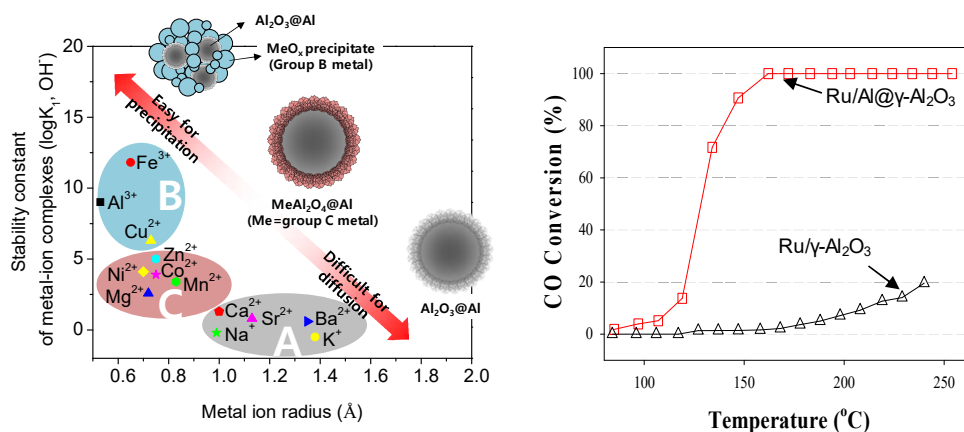 Stability constant
of metal-ion complexes (logK₁, OH⁻)
20
15
10
5
0
0.6 0.8 1.0 1.2 1.4 1.6 1.8 2.0
Metal ion radius (Å)
Al₂O₃@Al
MeOₓ precipitate
(Group B metal)
Easy for
precipitation
MeAl₂O₄@Al
(Me=group C metal)
Difficult for
diffusion
Al₂O₃@Al
Fe³⁺
B
Al³⁺
Cu²⁺
Zn²⁺
Ni²⁺
Co²⁺
Mn²⁺
Mg²⁺
C
Ca²⁺
Sr²⁺
Ba²⁺
Na⁺
A
K⁺
CO Conversion (%)
100
80
60
40
20
0
Ru/Al@γ-Al₂O₃
Ru/γ-Al₂O₃
100 150 200 250
Temperature (°C)